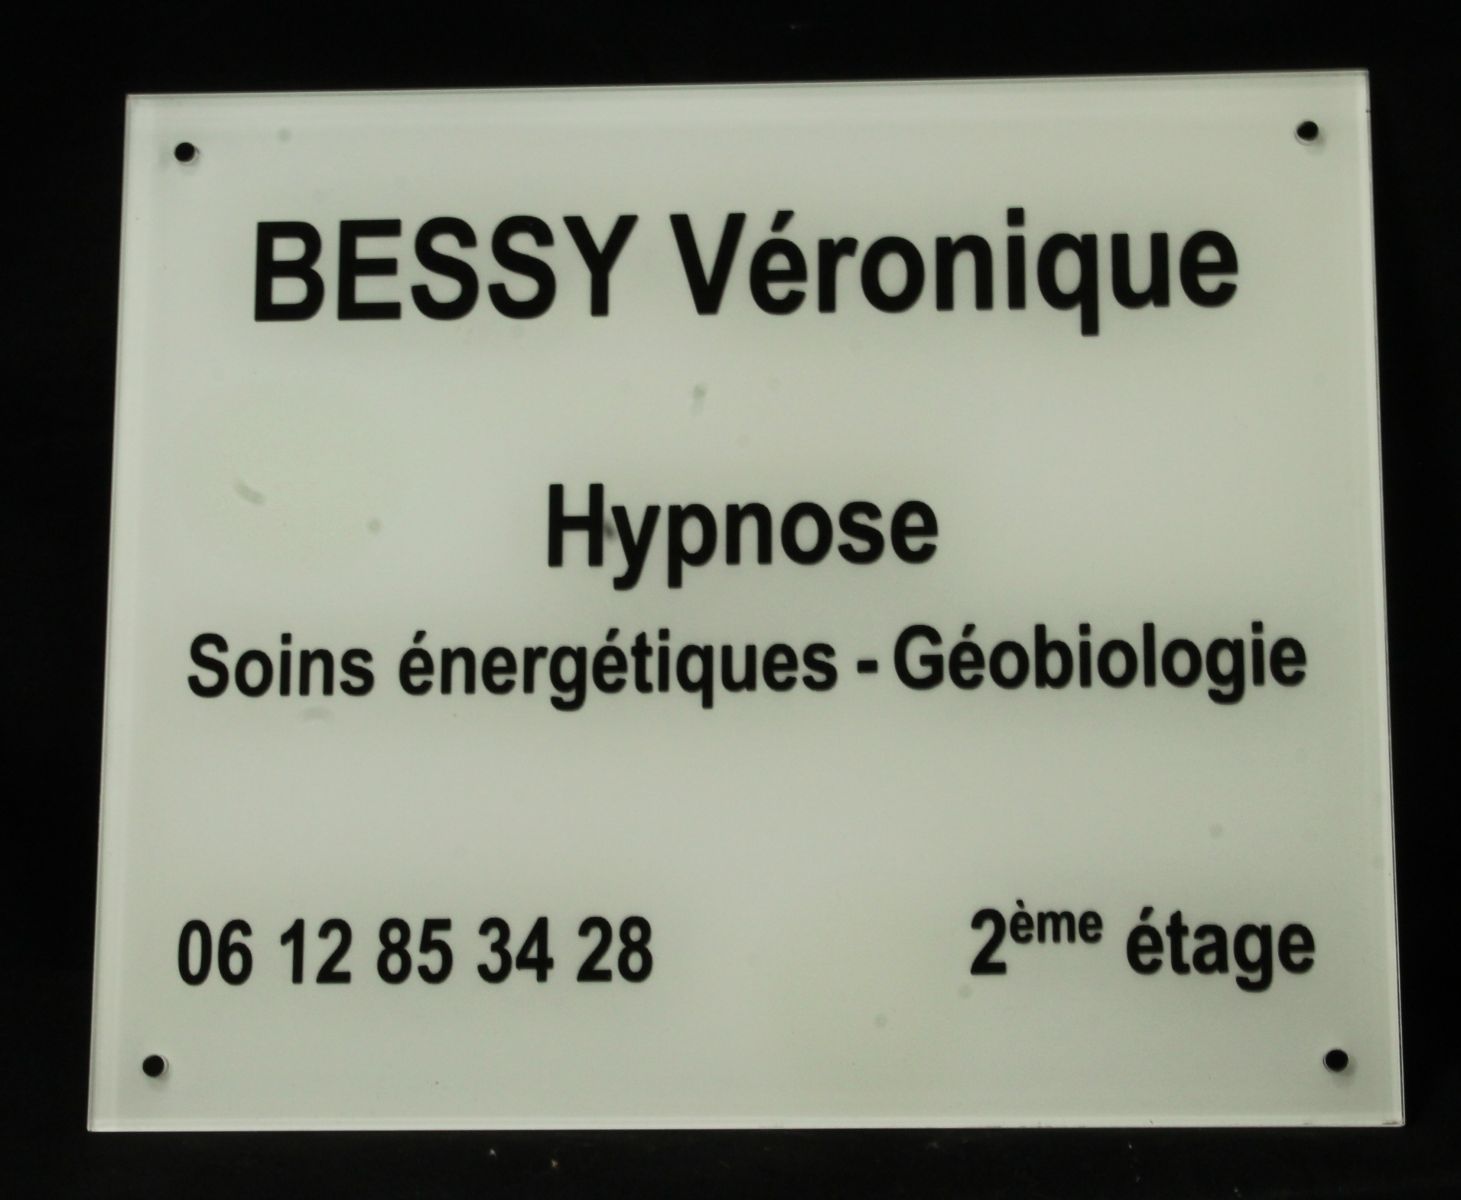 BESSY Véronique
Hypnose
Soins énergétiques - Géobiologie
06 12 85 34 28 2ème étage